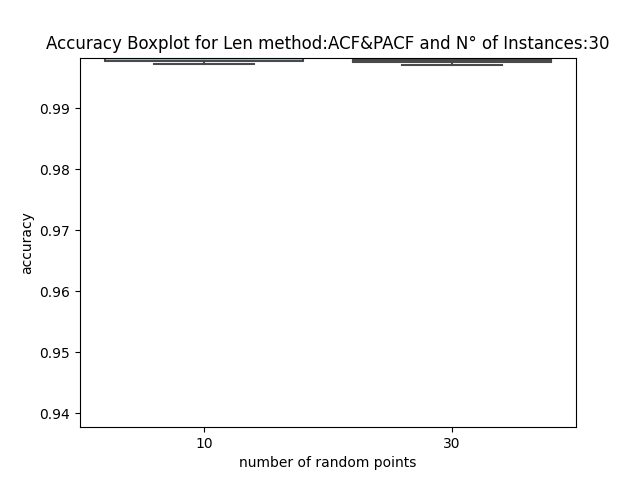 Accuracy Boxplot for Len method:ACF&PACF and N° of Instances:30
0.99
0.98
0.97
0.96
0.95
0.94
accuracy
10 30
number of random points